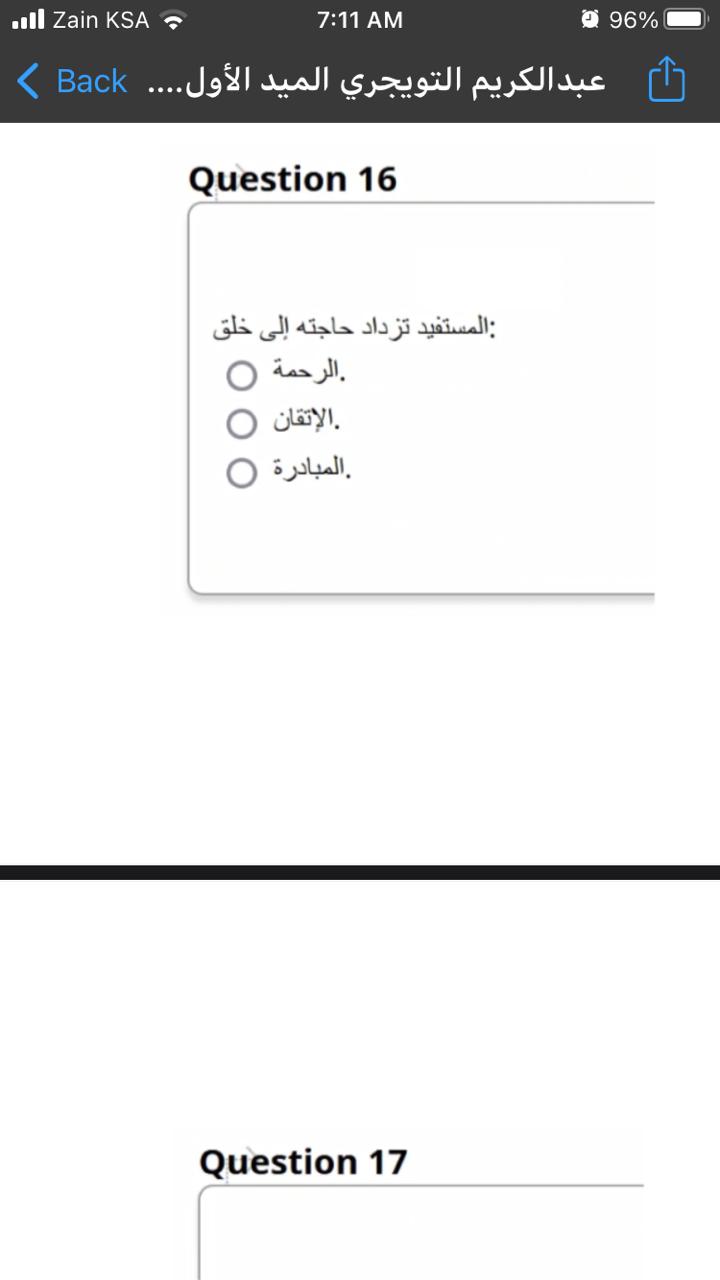 Zain KSA 7:11 AM 96%
Back عبدالكريم التويجري الميد الأول....
Question 16
المستفيد تزداد حاجته إلى خلق:
الرحمة.
الإتقان.
المبادرة.
Question 17